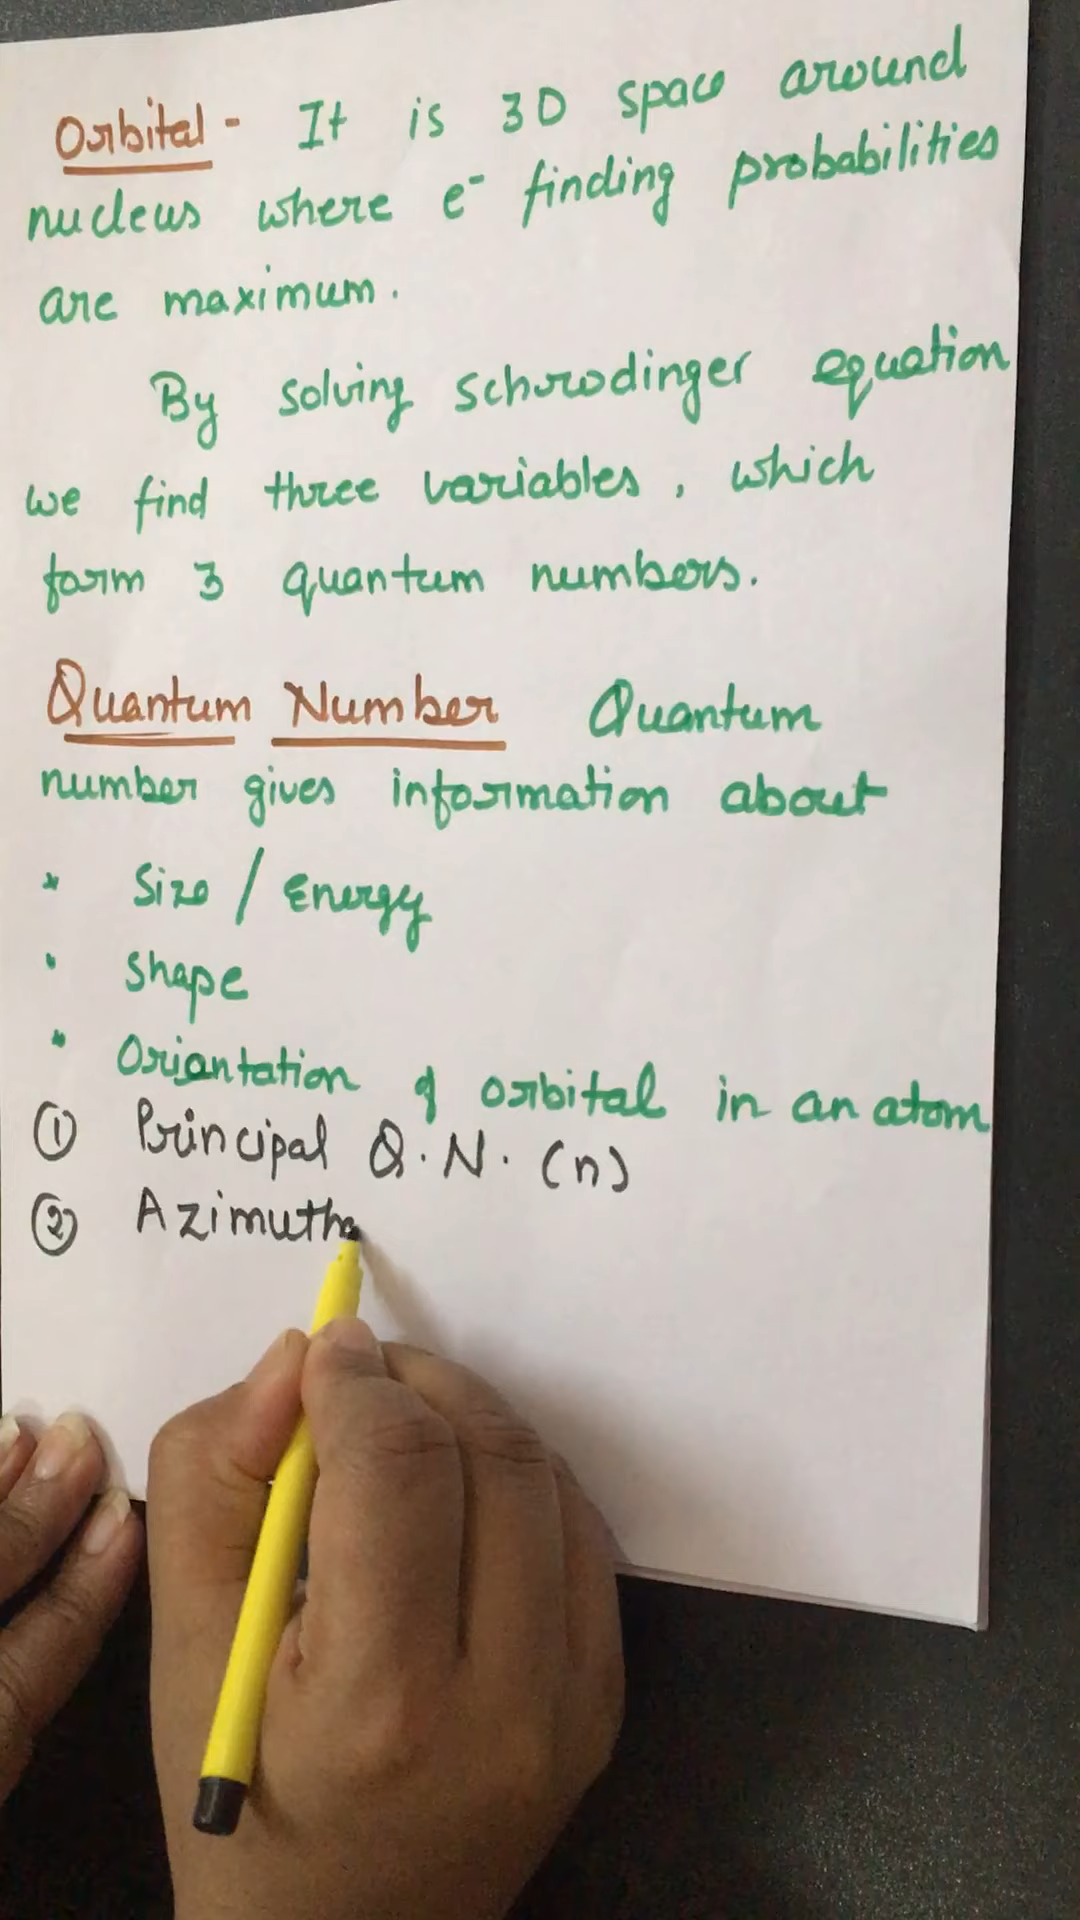 Orbital - It is 3D space around
nucleus where e⁻ finding probabilities
are maximum.
By solving schrodinger equation
we find three variables, which
form 3 quantum numbers.
Quantum Number Quantum
number gives information about
* Size / Energy
• Shape
* Oriantation of orbital in an atom
① Principal Q.N. (n)
② Azimutha